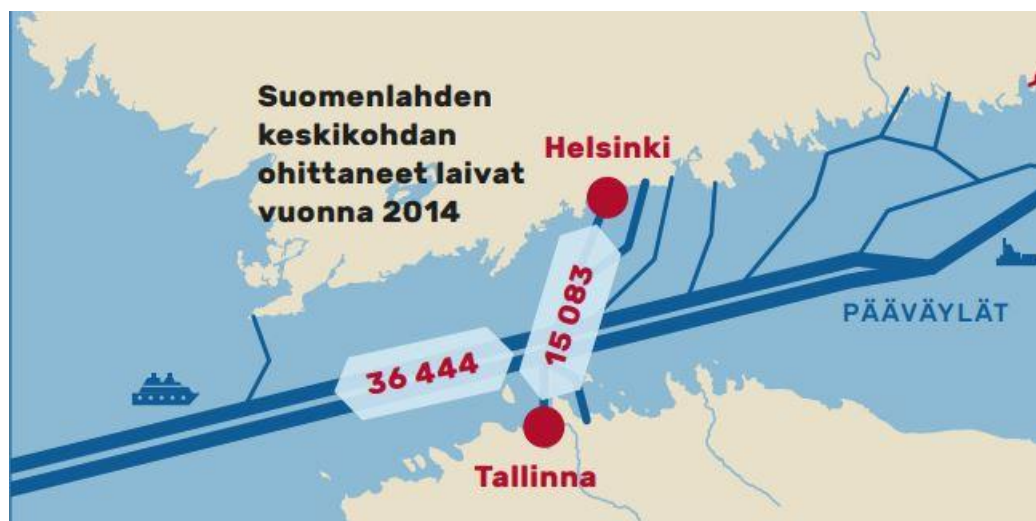 Suomenlahden
keskikohdan
ohittaneet laivat
vuonna 2014
Helsinki
15 083
PÄÄVÄYLÄT
36 444
Tallinna